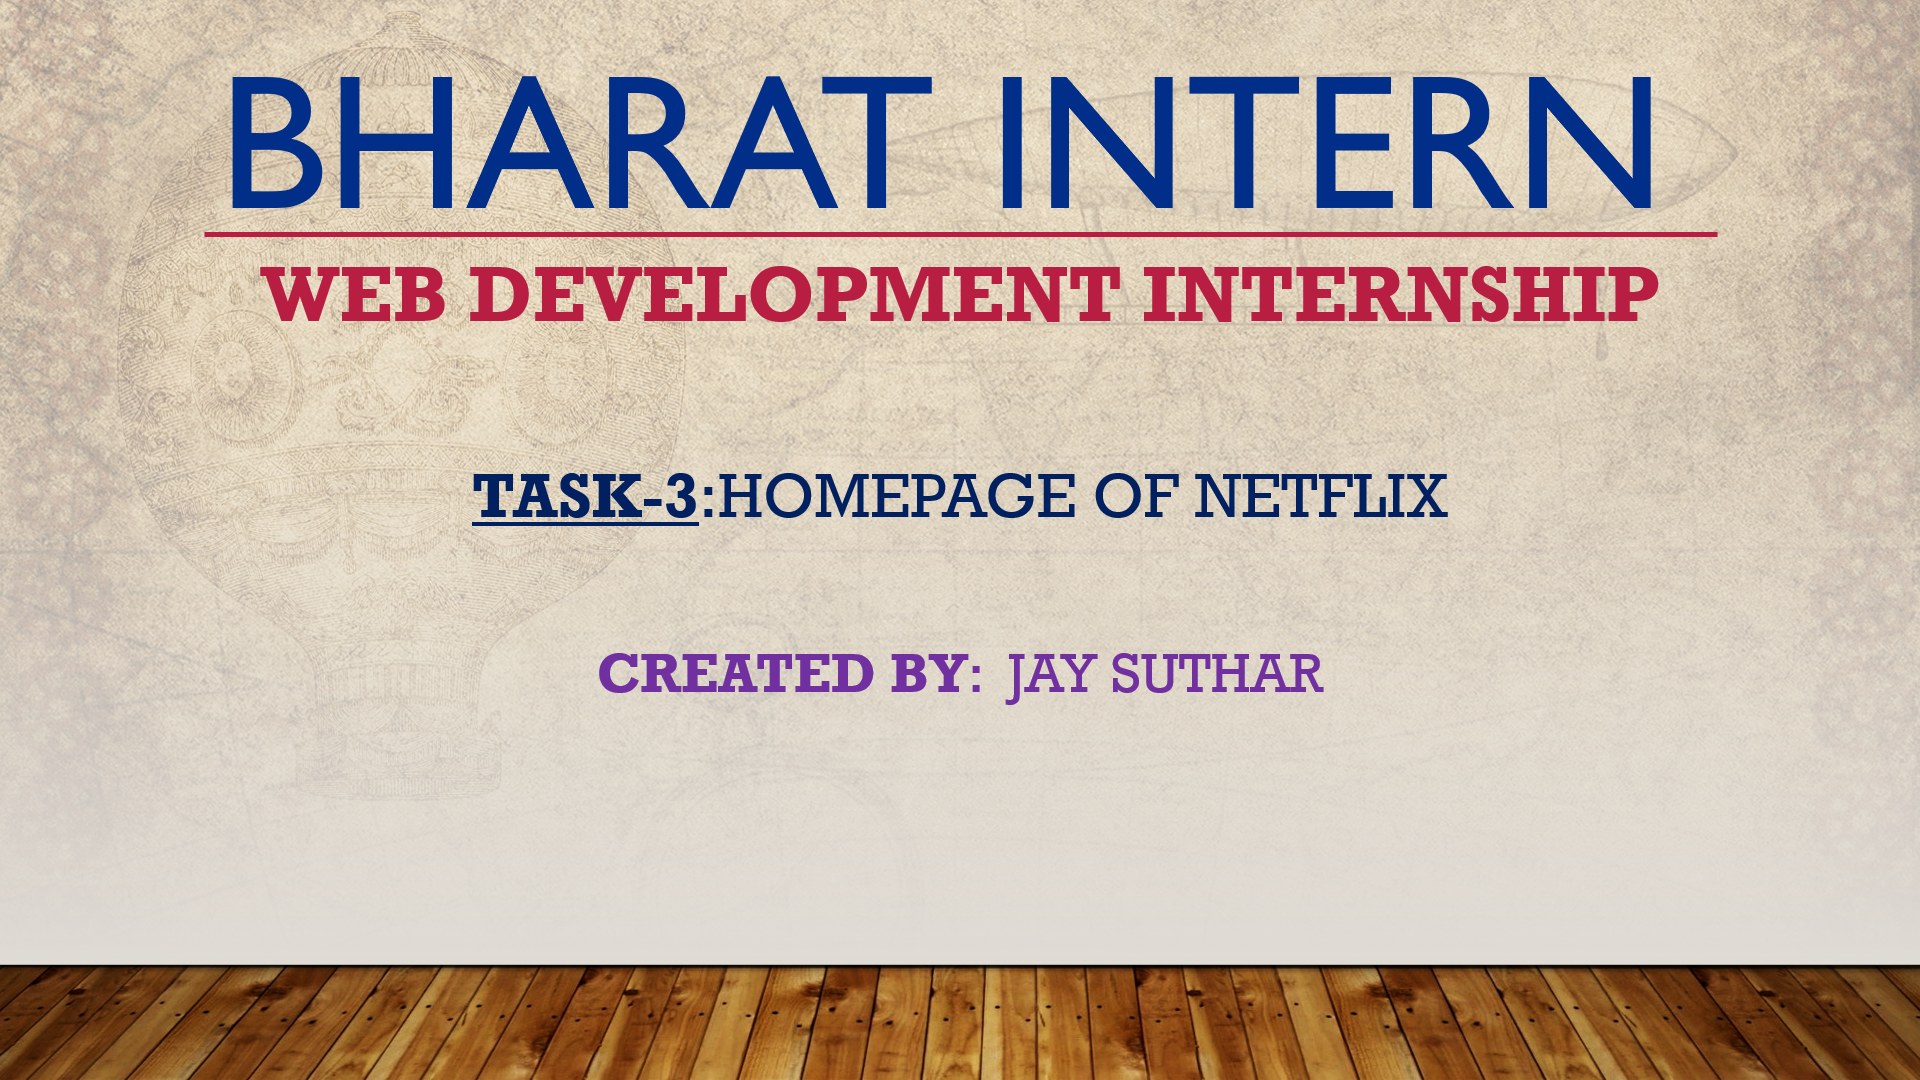 BHARAT INTERN
WEB DEVELOPMENT INTERNSHIP
TASK-3:HOMEPAGE OF NETFLIX
CREATED BY: JAY SUTHAR